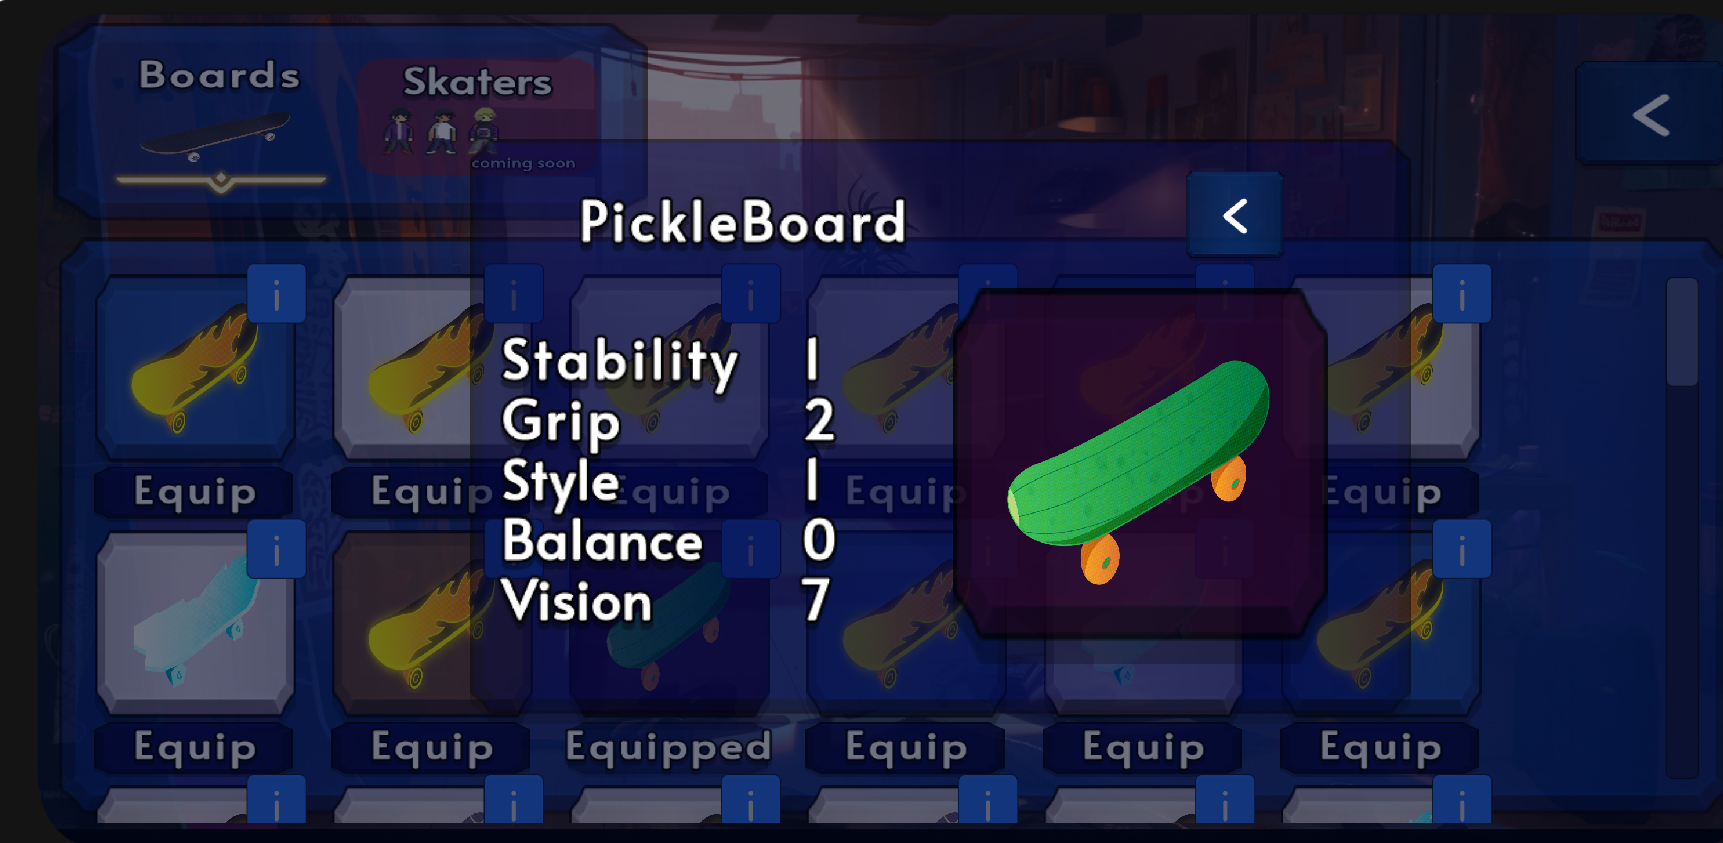 Boards
Skaters
coming soon
<
PickleBoard
<
i i i i i i
Stability 1
Grip 2
Style 1
Balance 0
Vision 7
Equip Equip Equip Equip Equip
i i i i i i
Equip Equip Equipped Equip Equip Equip
i i i i i i